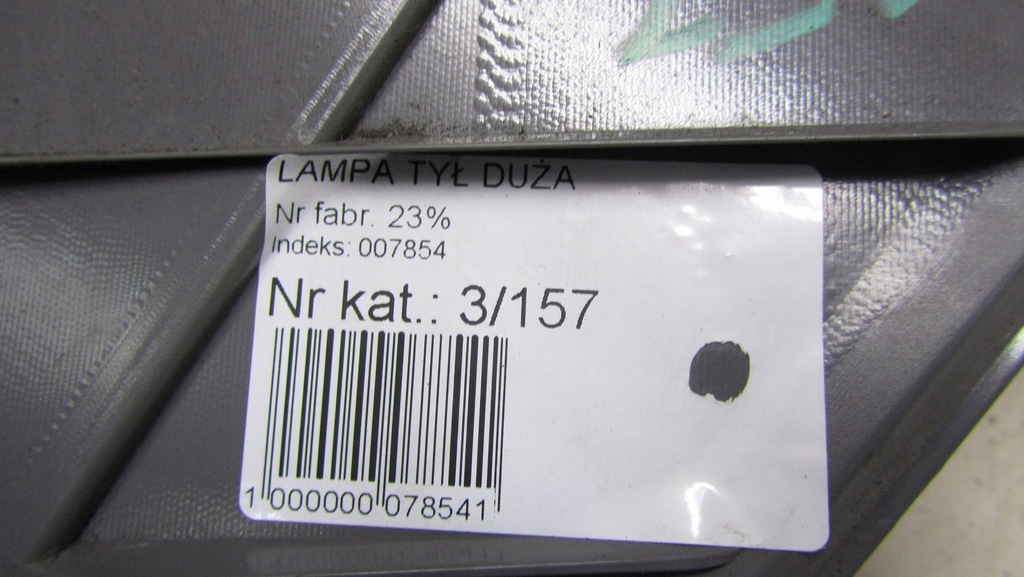 LAMPA TYŁ DUŻA
Nr fabr. 23%
Indeks: 007854
Nr kat.: 3/157
1 000000 078541